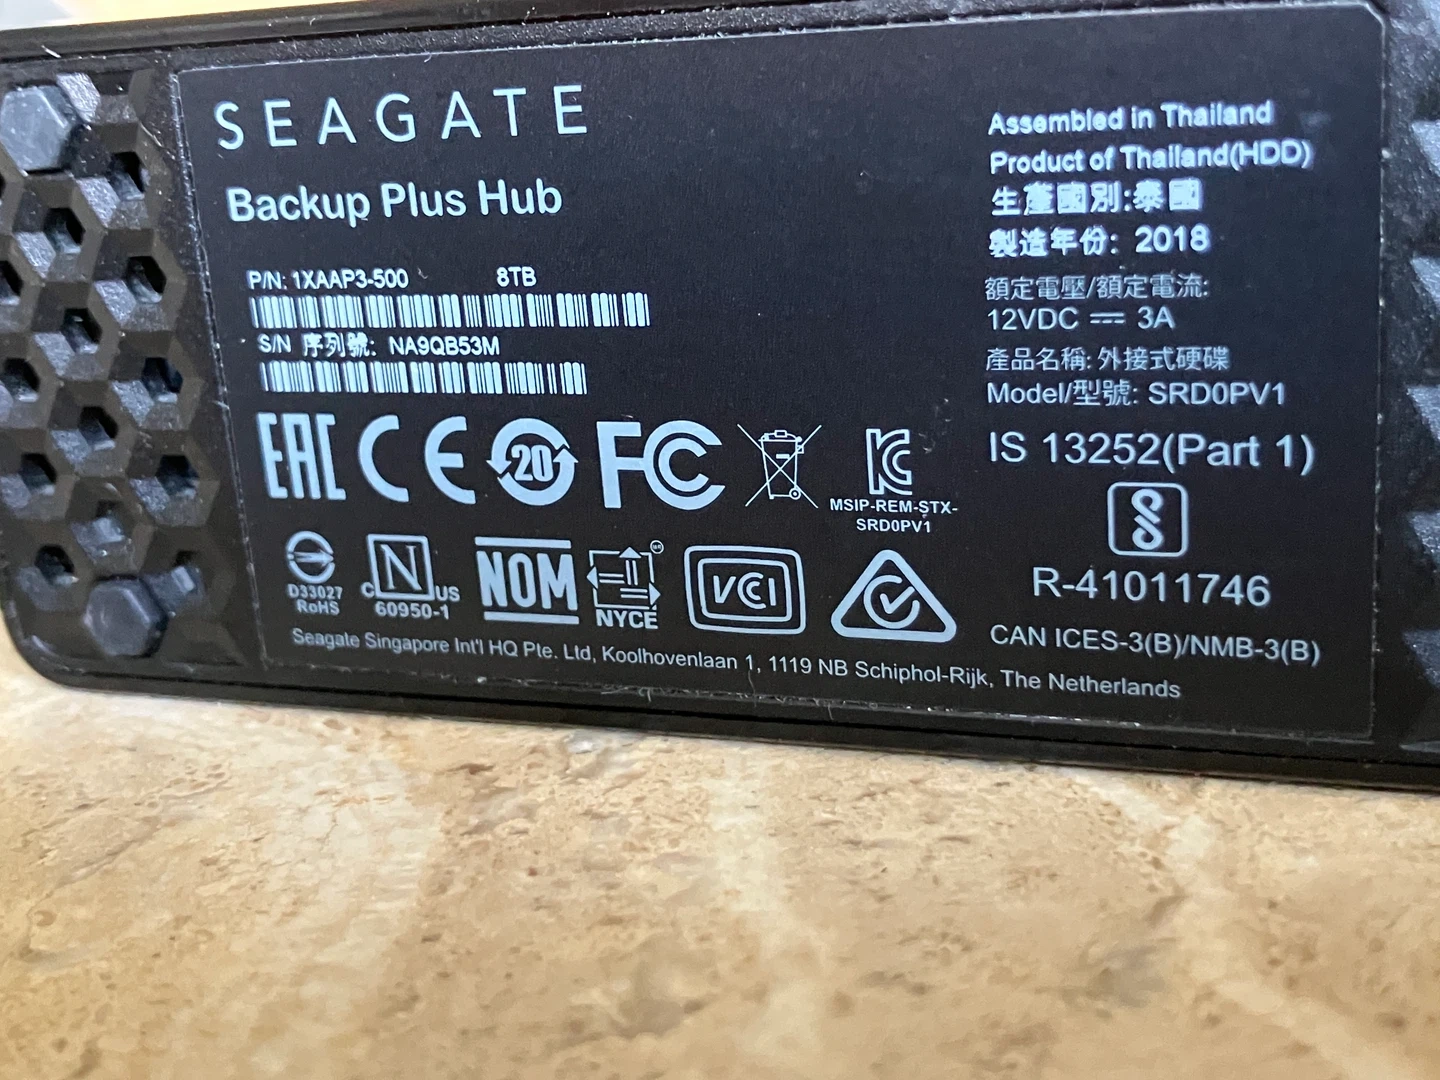 SEAGATE
Backup Plus Hub
P/N: 1XAAP3-500 8TB
S/N 序列號: NA9QB53M
EAC CE 20 FC
MSIP-REM-STX-
SRD0PV1
D33027
RoHS
C N US
60950-1
NOM
NYCE
VCI
Seagate Singapore Int'l HQ Pte. Ltd, Koolhovenlaan 1, 1119 NB Schiphol-Rijk, The Netherlands
Assembled in Thailand
Product of Thailand(HDD)
生產國別:泰國
製造年份: 2018
額定電壓/額定電流:
12VDC ⎓ 3A
產品名稱: 外接式硬碟
Model/型號: SRD0PV1
IS 13252(Part 1)
R-41011746
CAN ICES-3(B)/NMB-3(B)